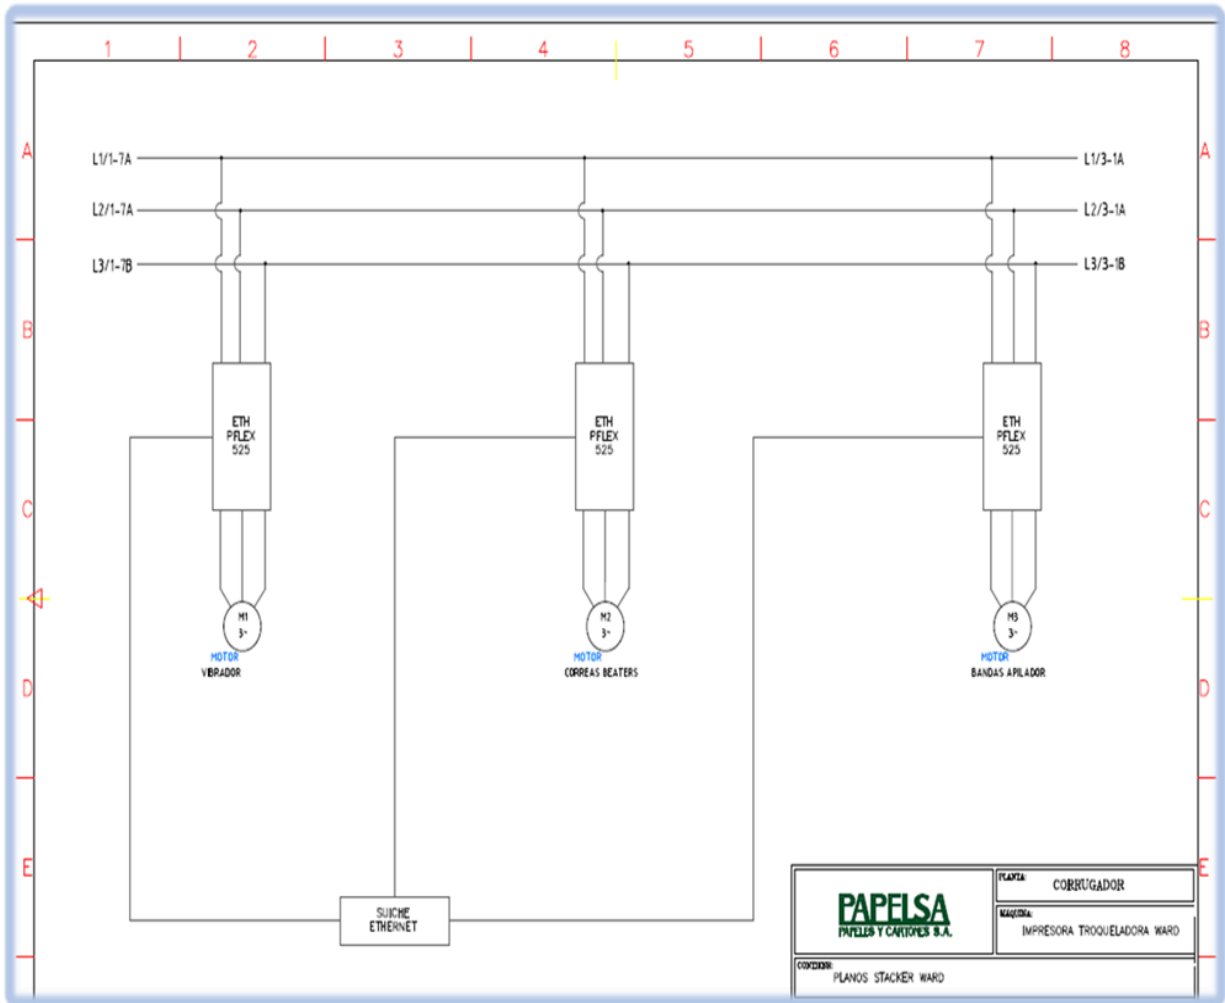 1 2 3 4 5 6 7 8
A A
L1/1-7A L1/3-1A
L2/1-7A L2/3-1A
L3/1-7B L3/3-1B
B B
ETH ETH ETH
PFLEX PFLEX PFLEX
525 525 525
C C
M1 M2 M3
3~ 3~ 3~
MOTOR MOTOR MOTOR
VIBRADOR CORREAS BEATERS BANDAS APILADOR
D D
E E
SUICHE
ETHERNET
PAPELSA
PAPELES Y CARTONES S.A.
PLANTA:
CORRUGADOR
MAQUINA:
IMPRESORA TROQUELADORA WARD
CONTIENE:
PLANOS STACKER WARD